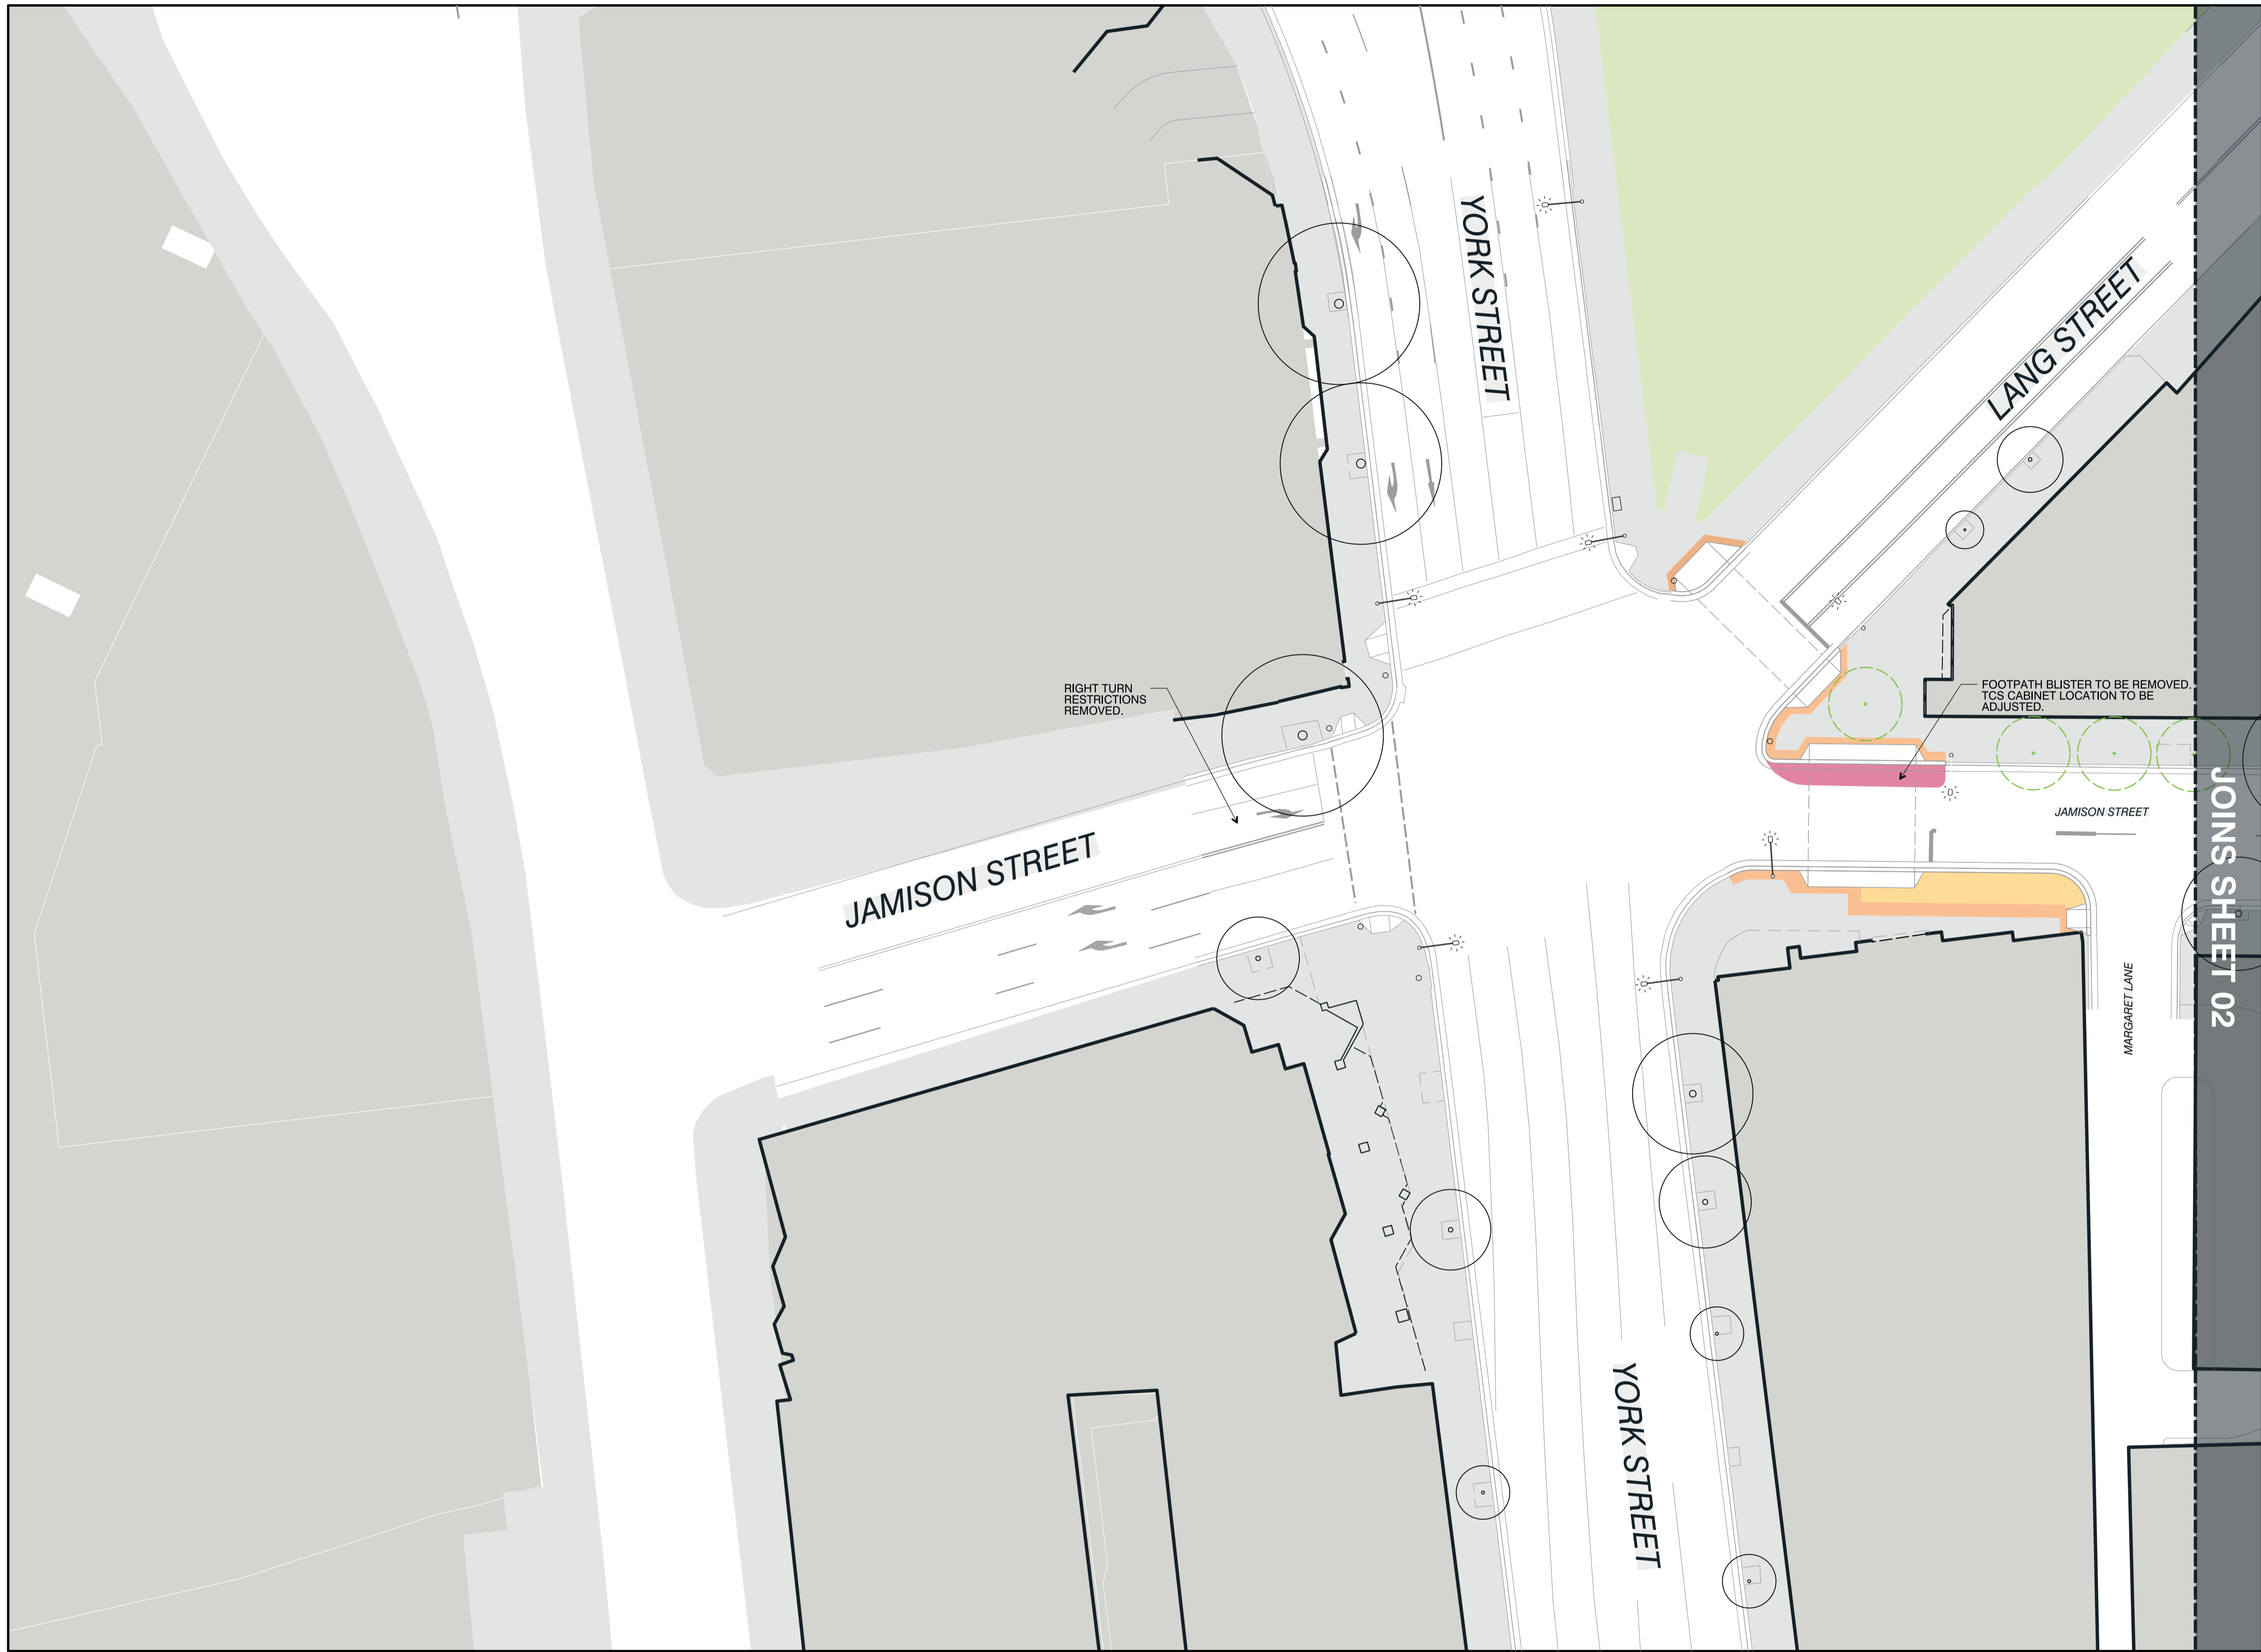 YORK STREET
LANG STREET
RIGHT TURN
RESTRICTIONS
REMOVED.
FOOTPATH BLISTER TO BE REMOVED.
TCS CABINET LOCATION TO BE
ADJUSTED.
JAMISON STREET
JAMISON STREET
JOINS SHEET 02
MARGARET LANE
YORK STREET